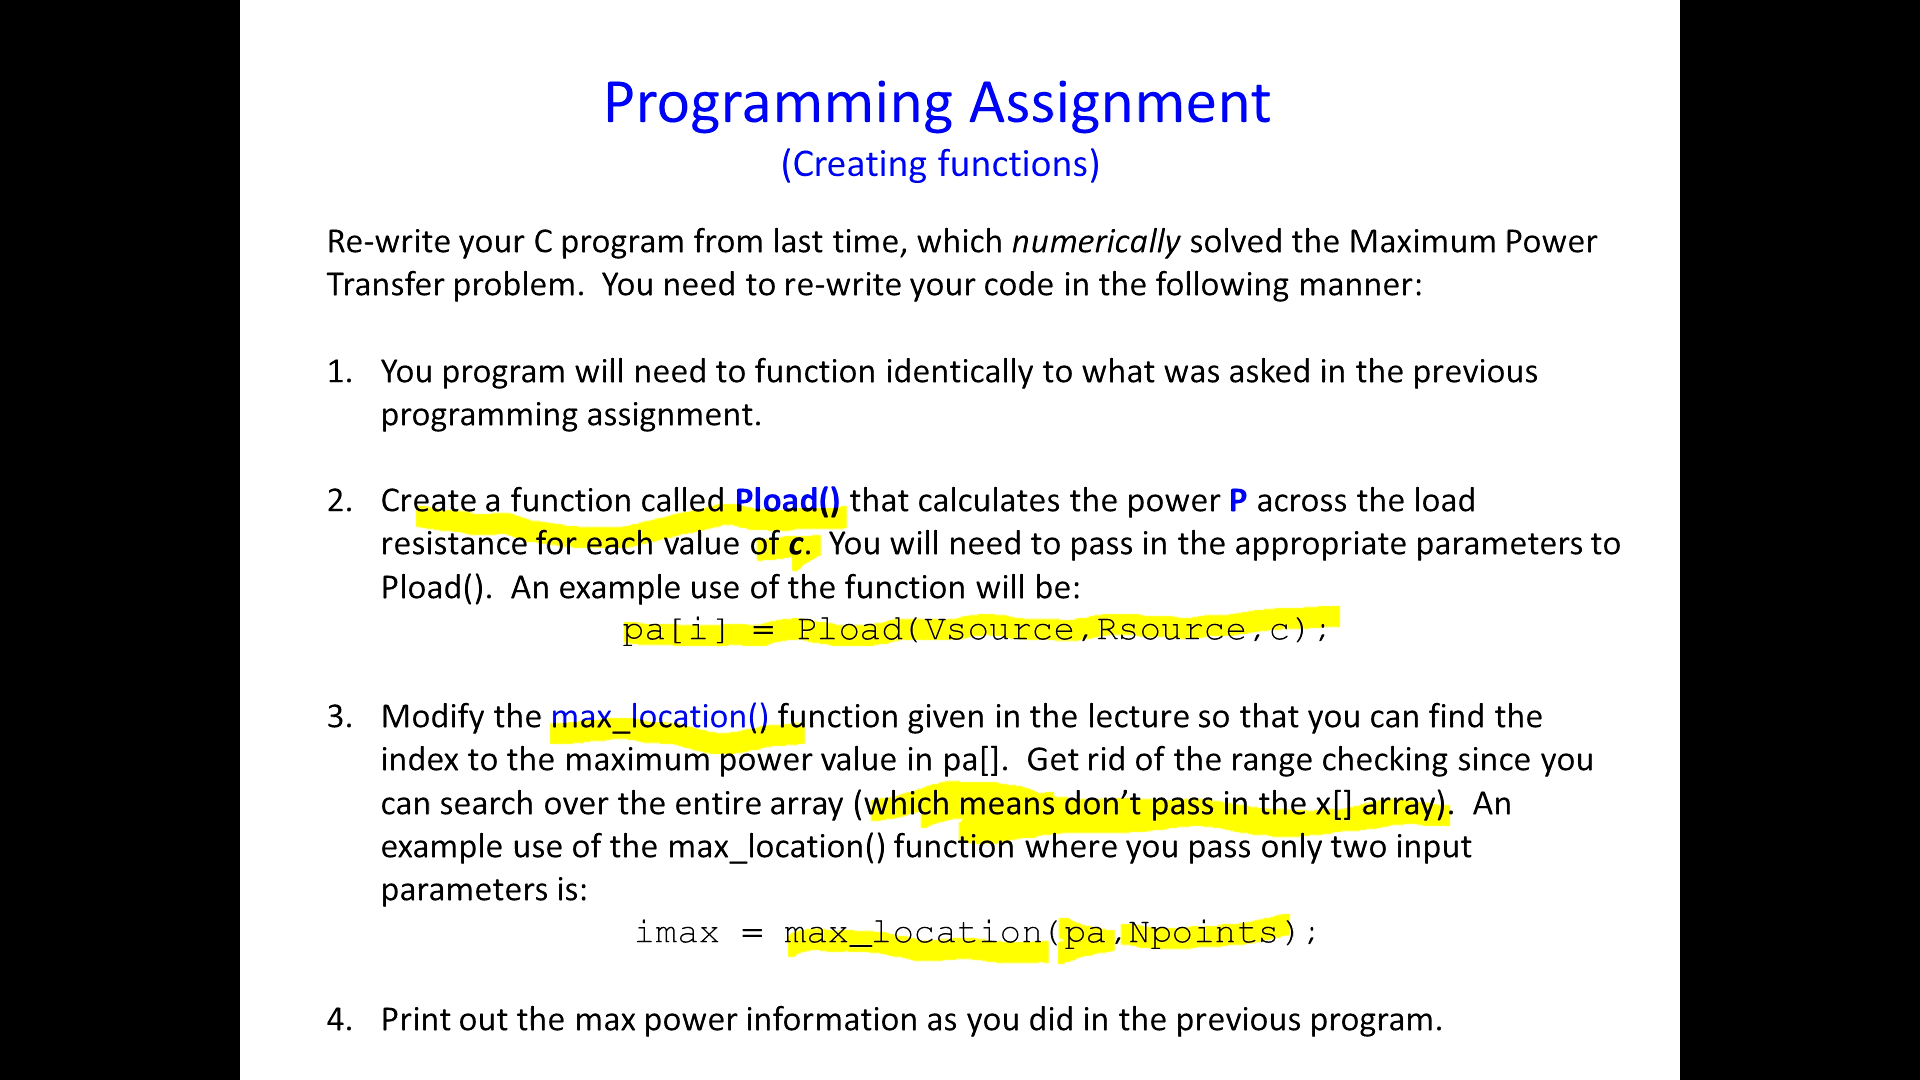 Programming Assignment
(Creating functions)
Re-write your C program from last time, which numerically solved the Maximum Power
Transfer problem.  You need to re-write your code in the following manner:
1. You program will need to function identically to what was asked in the previous
programming assignment.
2. Create a function called Pload() that calculates the power P across the load
resistance for each value of c.  You will need to pass in the appropriate parameters to
Pload().  An example use of the function will be:
pa[i] = Pload(Vsource,Rsource,c);
3. Modify the max_location() function given in the lecture so that you can find the
index to the maximum power value in pa[].  Get rid of the range checking since you
can search over the entire array (which means don’t pass in the x[] array).  An
example use of the max_location() function where you pass only two input
parameters is:
imax = max_location(pa,Npoints);
4. Print out the max power information as you did in the previous program.